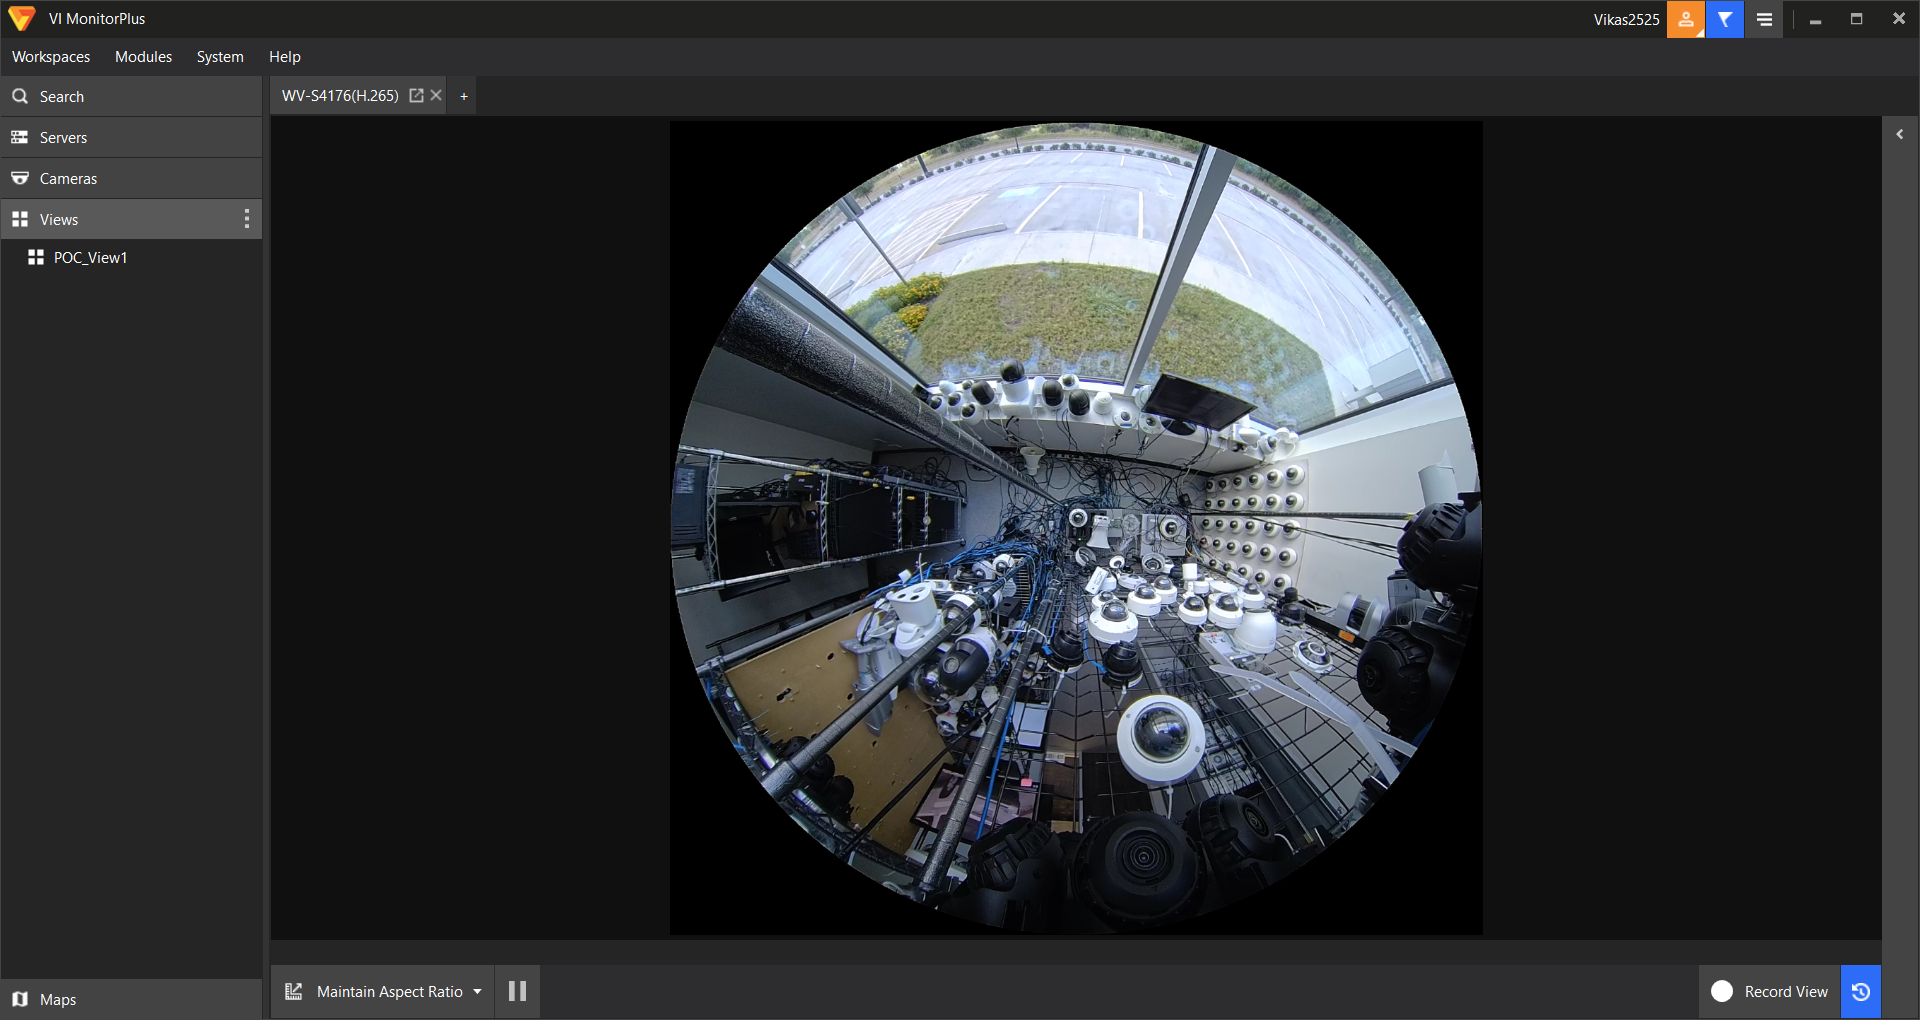 VI MonitorPlus
Vikas2525
Workspaces Modules System Help
Search
WV-S4176(H.265) +
Servers
Cameras
Views
POC_View1
Maps
Maintain Aspect Ratio
Record View